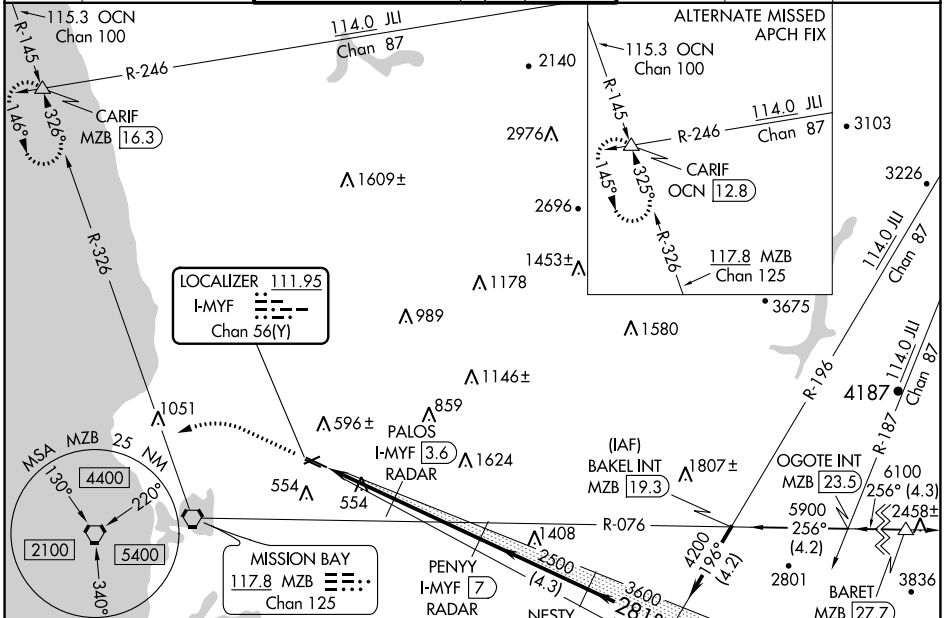 115.3 OCN
Chan 100
R-145
114.0 JLI
Chan 87
R-246
CARIF
MZB 16.3
146°
326°
R-326
2140
2976
1609±
2696
1453±
1178
989
1580
1146±
859
596±
1624
554
554
1051
1408
1807±
ALTERNATE MISSED
APCH FIX
115.3 OCN
Chan 100
R-145
114.0 JLI
R-246
Chan 87
CARIF
OCN 12.8
145°
325°
R-326
117.8 MZB
Chan 125
3103
3226
3675
114.0 JLI
Chan 87
R-196
4187
114.0 JLI
Chan 87
R-187
LOCALIZER 111.95
I-MYF
Chan 56(Y)
PALOS
I-MYF 3.6
RADAR
(IAF)
BAKEL INT
MZB 19.3
OGOTE INT
MZB 23.5
6100
256° (4.3)
2458±
5900
256°
(4.2)
R-076
4200
196°
(4.2)
2801
3836
BARET
MZB 27.7
MSA MZB 25 NM
130°
4400
220°
2100
5400
340°
MISSION BAY
117.8 MZB
Chan 125
PENYY
I-MYF 7
RADAR
2500
(4.3)
3600
281°
NESTY